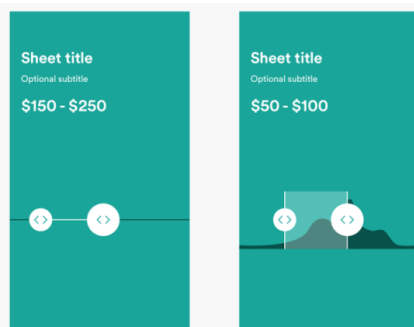 Sheet title
Optional subtitle
$150 - $250
Sheet title
Optional subtitle
$50 - $100